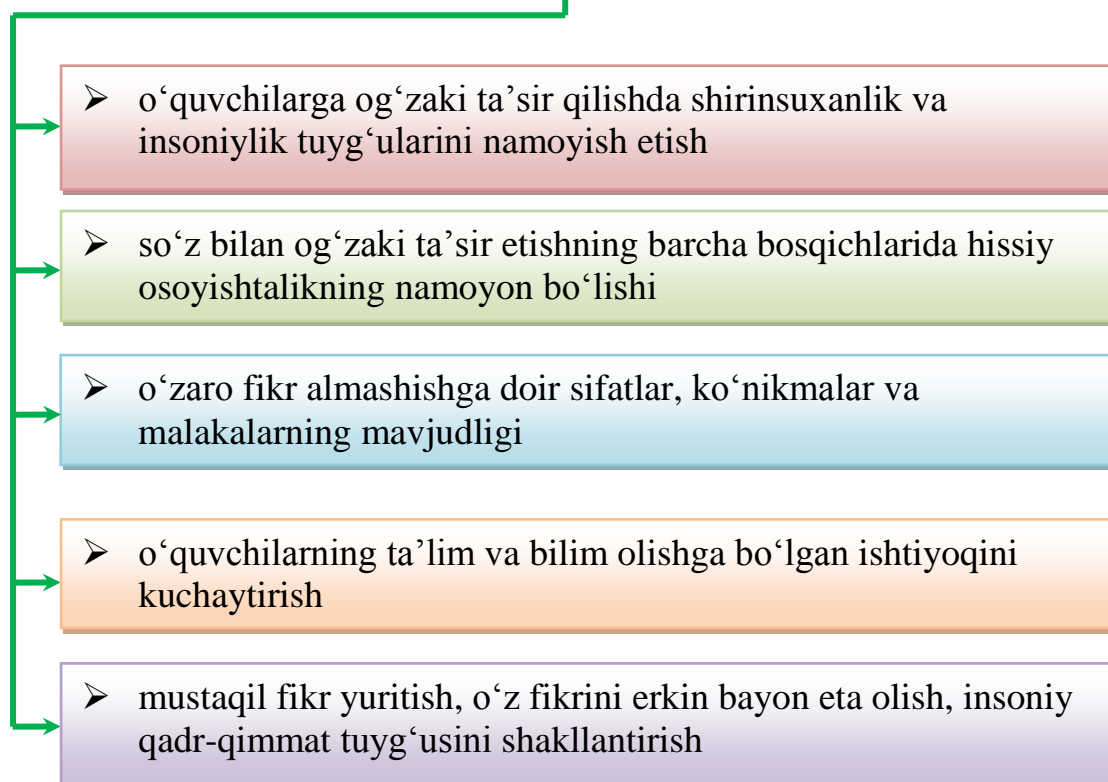 ➢ o‘quvchilarga og‘zaki ta’sir qilishda shirinsuxanlik va
insoniylik tuyg‘ularini namoyish etish
➢ so‘z bilan og‘zaki ta’sir etishning barcha bosqichlarida hissiy
osoyishtalikning namoyon bo‘lishi
➢ o‘zaro fikr almashishga doir sifatlar, ko‘nikmalar va
malakalarning mavjudligi
➢ o‘quvchilarning ta’lim va bilim olishga bo‘lgan ishtiyoqini
kuchaytirish
➢ mustaqil fikr yuritish, o‘z fikrini erkin bayon eta olish, insoniy
qadr-qimmat tuyg‘usini shakllantirish